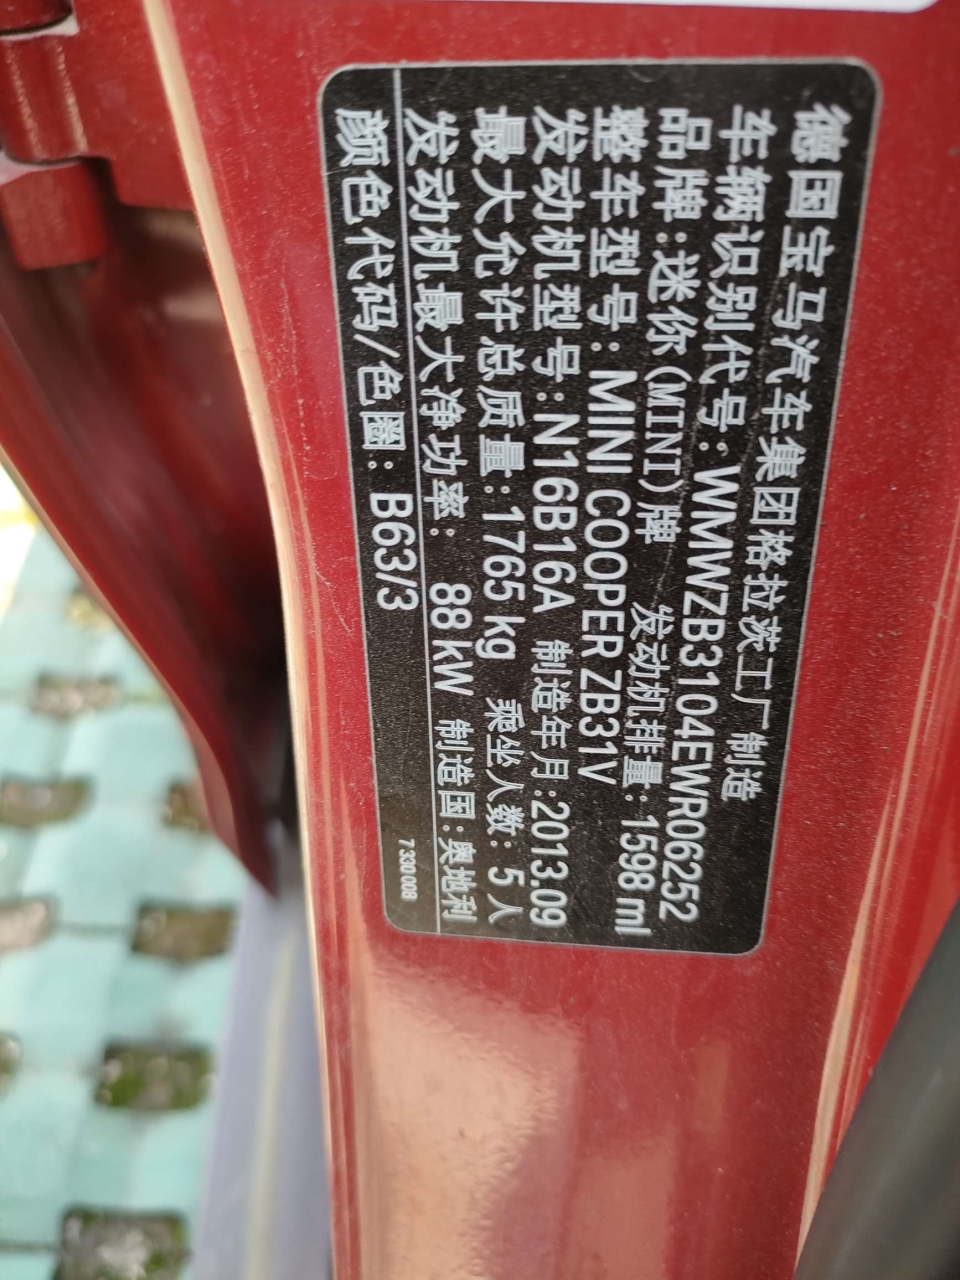 德国宝马汽车集团格拉茨工厂制造
车辆识别代号:WMWZB3104EWR06252
品牌:迷你(MINI)牌 发动机排量:1598 ml
整车型号:MINI COOPER ZB31V
发动机型号:N16B16A 制造年月:2013.09
最大允许总质量:1765 kg 乘坐人数:5人
发动机最大净功率: 88 kW 制造国:奥地利
颜色代码/色圈: B63/3 7 330 008